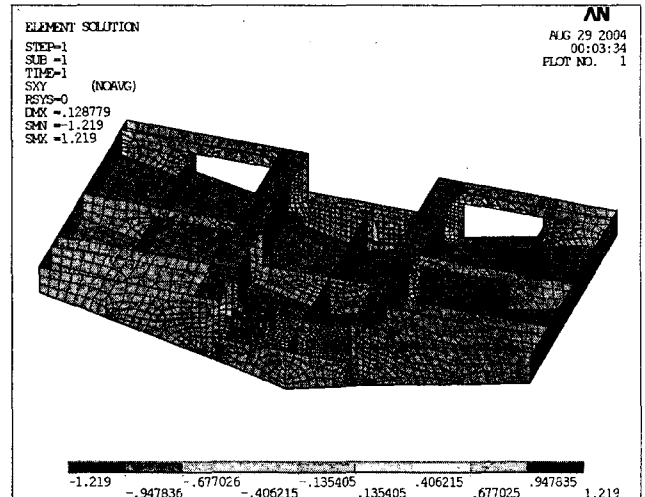 ELEMENT SOLUTION
STEP=1
SUB =1
TIME=1
SXY (NOAVG)
RSYS=0
DMX =.128779
SMN =-1.219
SMX =1.219
AN
AUG 29 2004
00:03:34
PLOT NO. 1
-1.219 -.677026 -.135405 .406215 .947835
-.947836 -.406215 .135405 .677025 1.219